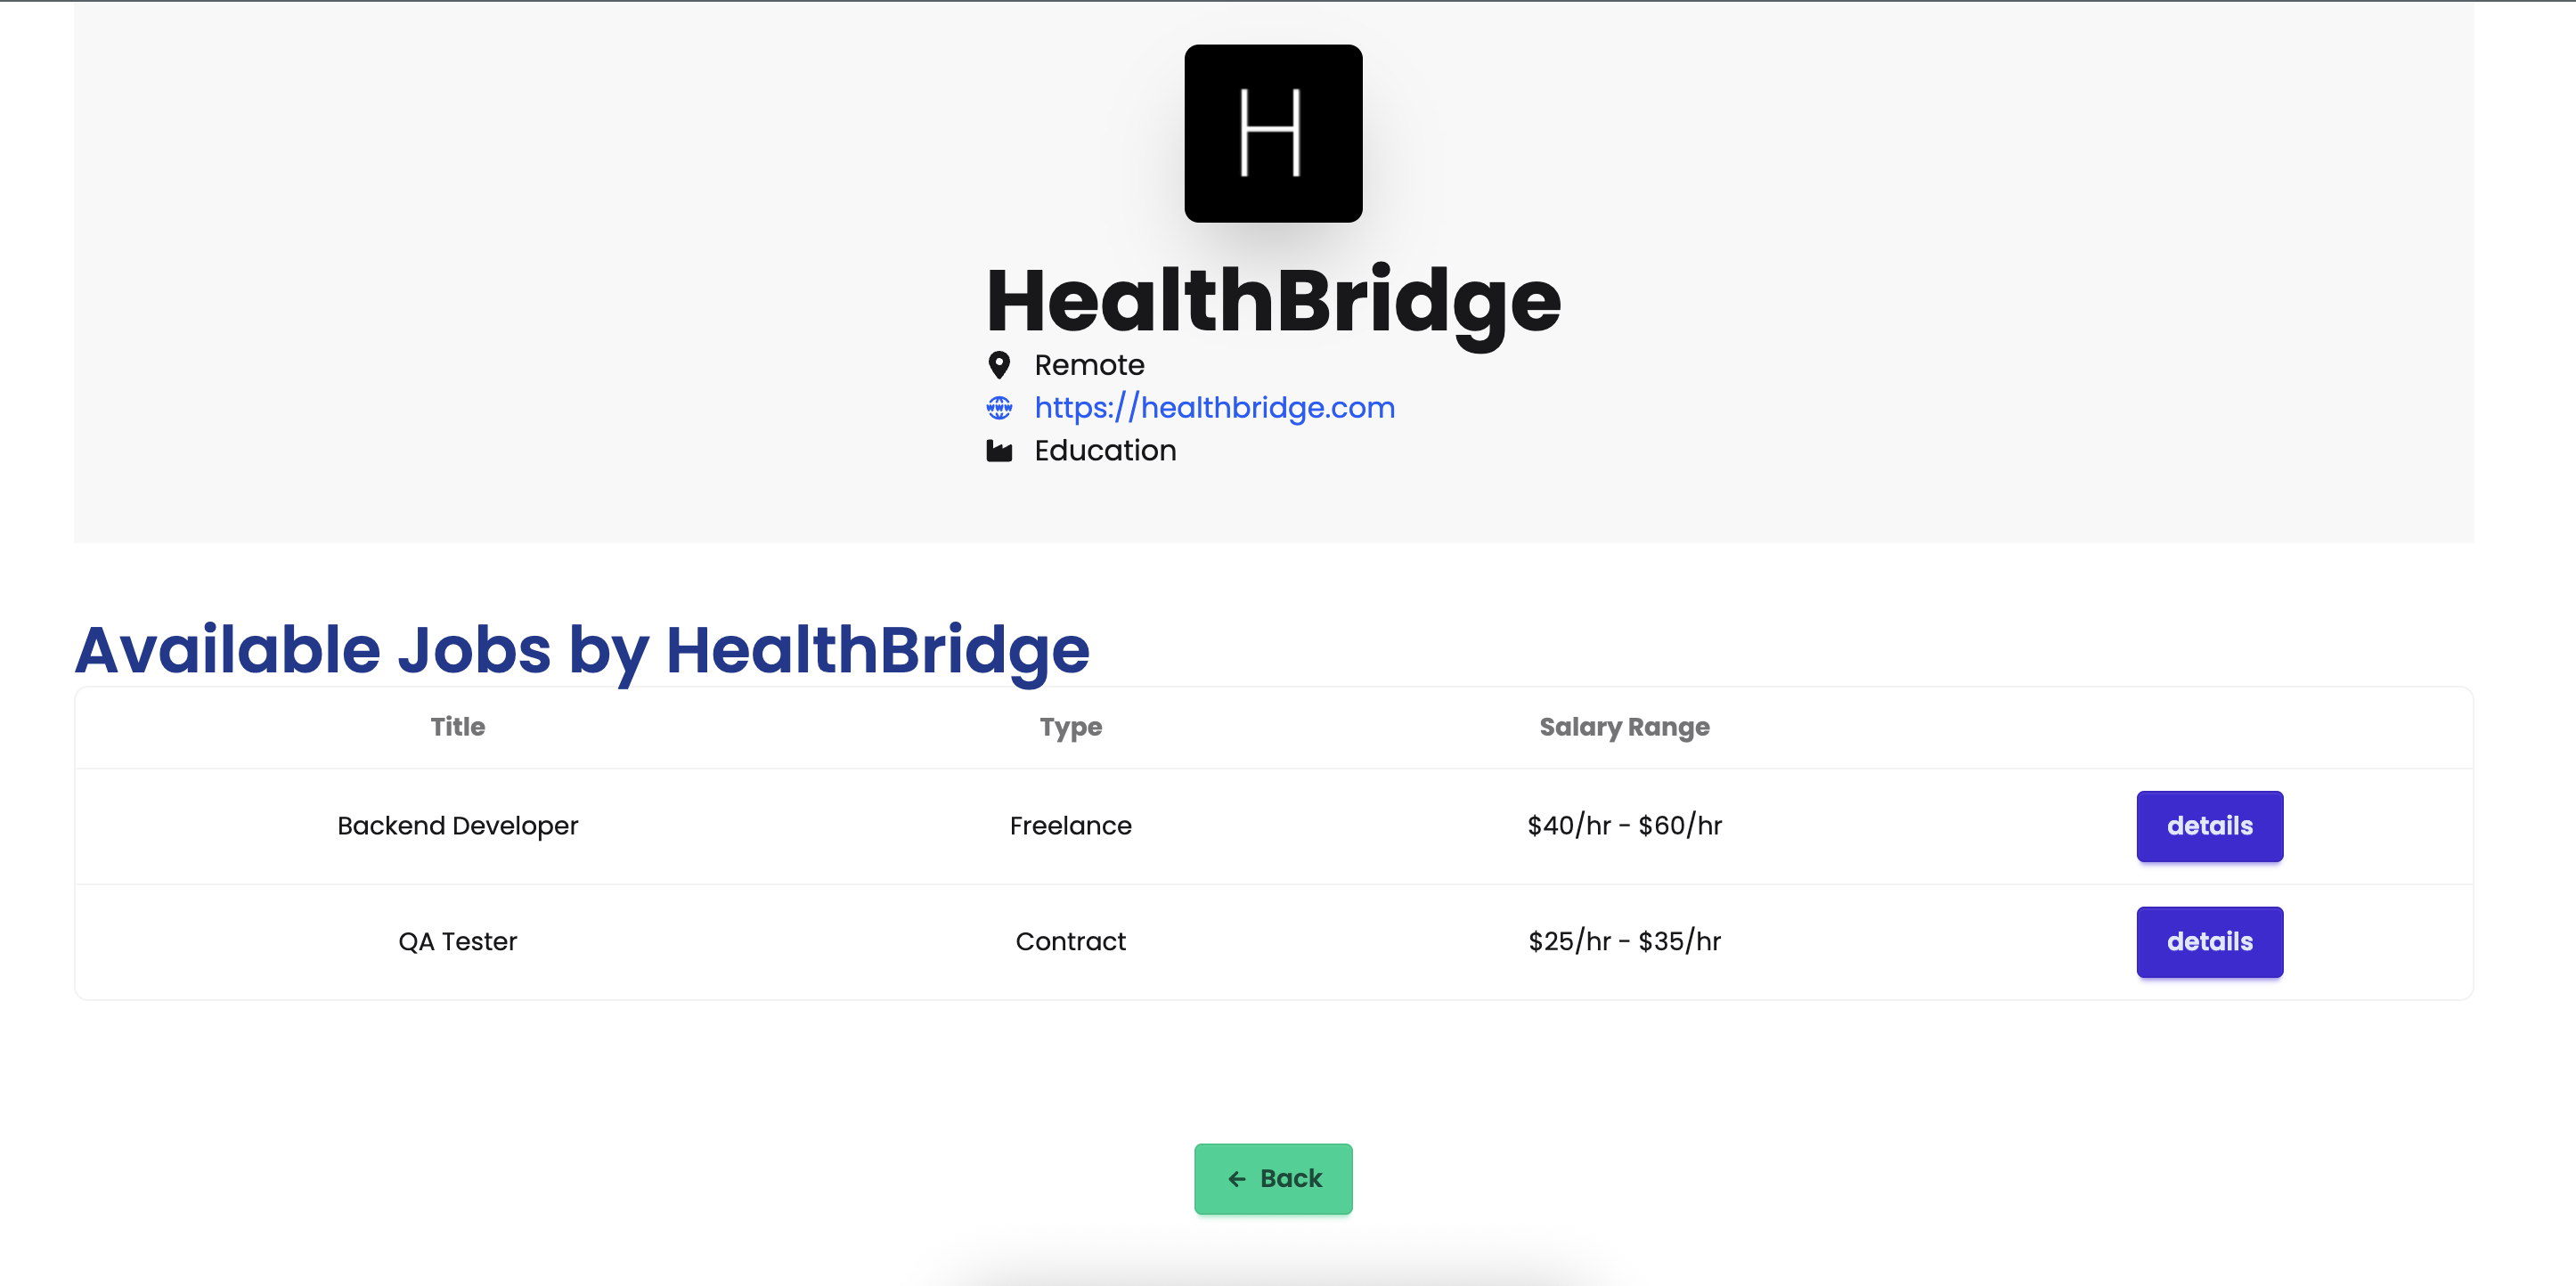 H
HealthBridge
Remote
https://healthbridge.com
Education
Available Jobs by HealthBridge
Title Type Salary Range
Backend Developer Freelance $40/hr - $60/hr details
QA Tester Contract $25/hr - $35/hr details
← Back